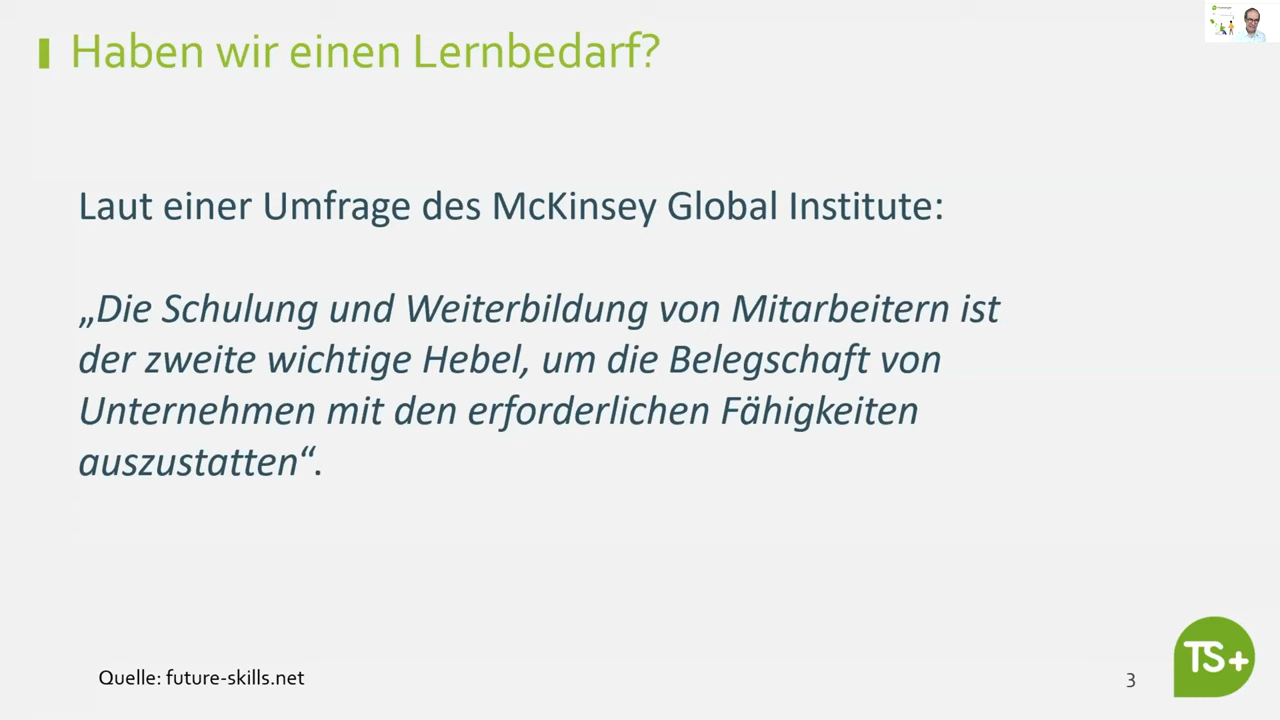 Haben wir einen Lernbedarf?
Laut einer Umfrage des McKinsey Global Institute:
„Die Schulung und Weiterbildung von Mitarbeitern ist
der zweite wichtige Hebel, um die Belegschaft von
Unternehmen mit den erforderlichen Fähigkeiten
auszustatten“.
Quelle: future-skills.net
3
TS+